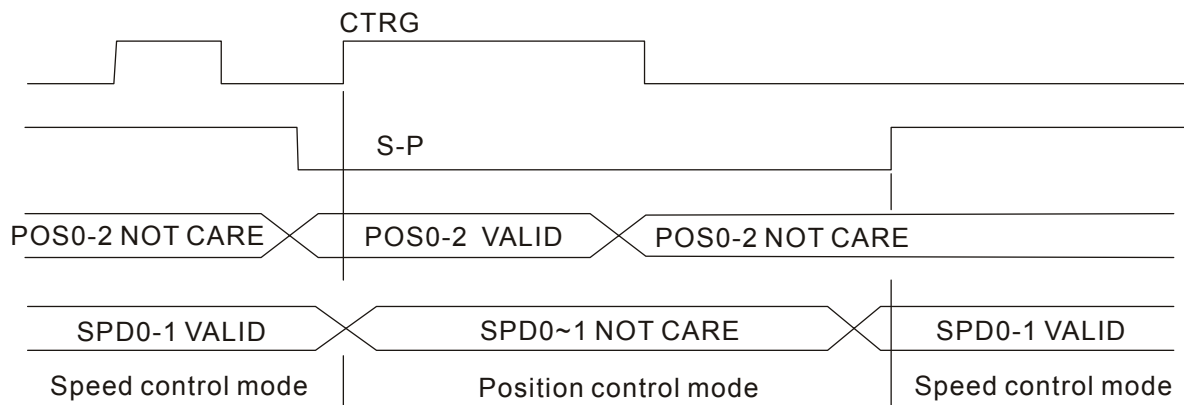 CTRG
S-P
POS0-2 NOT CARE POS0-2 VALID POS0-2 NOT CARE
SPD0-1 VALID SPD0~1 NOT CARE SPD0-1 VALID
Speed control mode Position control mode Speed control mode